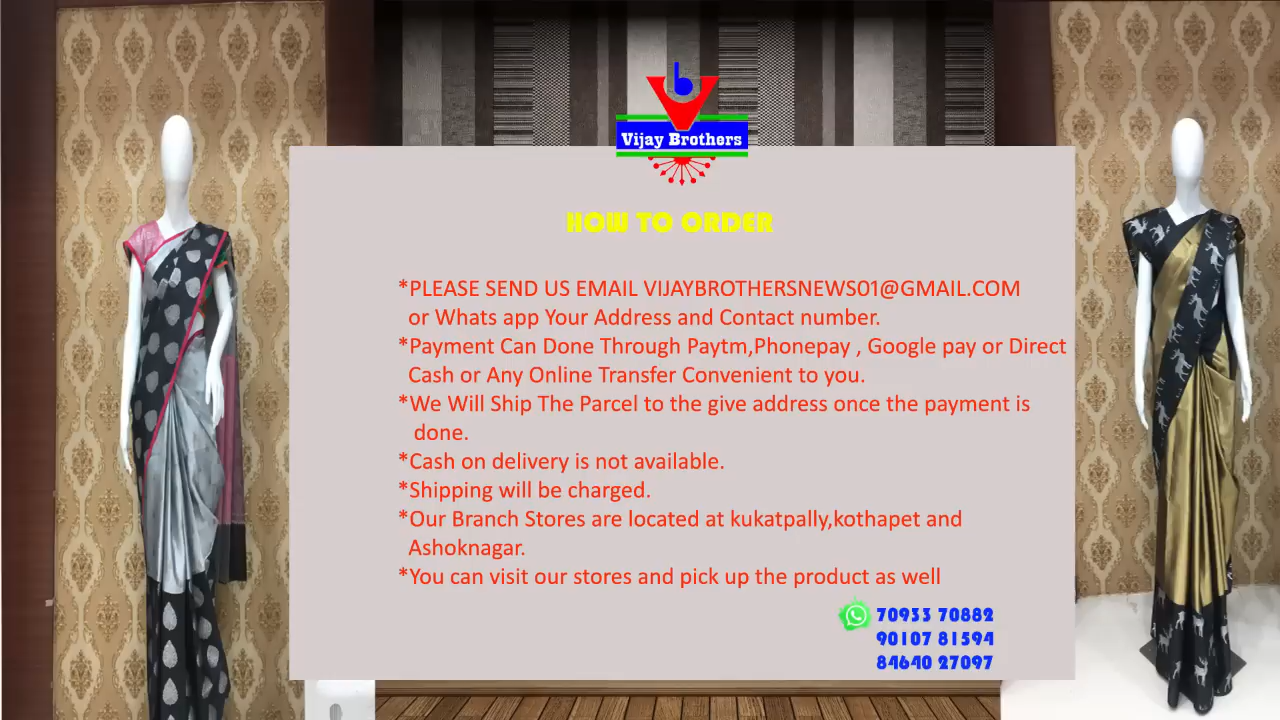 b
Vijay Brothers
HOW TO ORDER
*PLEASE SEND US EMAIL VIJAYBROTHERSNEWS01@GMAIL.COM
or Whats app Your Address and Contact number.
*Payment Can Done Through Paytm,Phonepay , Google pay or Direct
Cash or Any Online Transfer Convenient to you.
*We Will Ship The Parcel to the give address once the payment is
done.
*Cash on delivery is not available.
*Shipping will be charged.
*Our Branch Stores are located at kukatpally,kothapet and
Ashoknagar.
*You can visit our stores and pick up the product as well
70933 70882
90107 81594
84640 27097